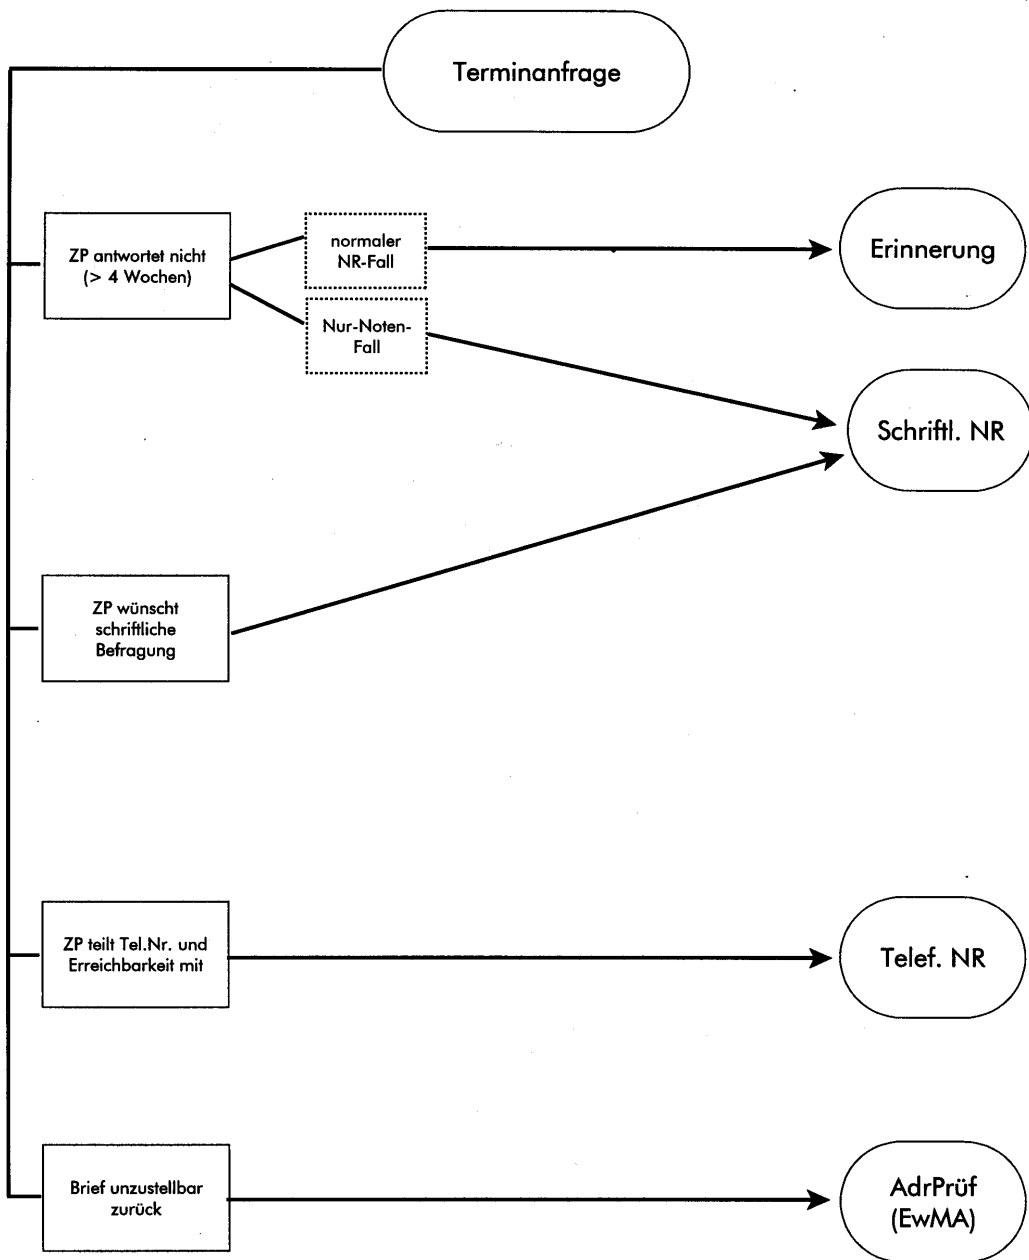 Terminanfrage
ZP antwortet nicht
(> 4 Wochen)
normaler
NR-Fall
Erinnerung
Nur-Noten-
Fall
Schriftl. NR
ZP wünscht
schriftliche
Befragung
ZP teilt Tel.Nr. und
Erreichbarkeit mit
Telef. NR
Brief unzustellbar
zurück
AdrPrüf
(EwMA)